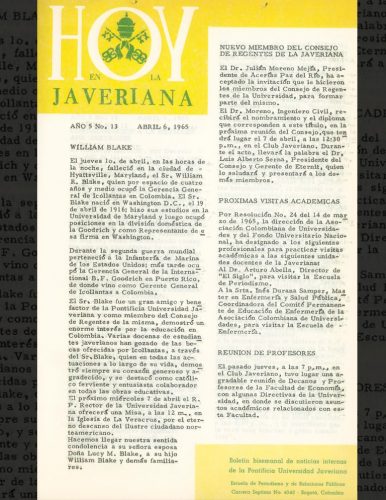 HOY
EN LA
JAVERIANA
AÑO 5 No. 13 ABRIL 6, 1965
WILLIAM BLAKE
El jueves 1o. de abril, en las horas de
la noche, falleció en la ciudad de
Hyattsville, Maryland, el Sr. William
R. Blake, quien por espacio de cuatro
años y medio ocupó la Gerencia Gene
ral de Icollantas en Colombia. El Sr.
Blake nació en Washington D.C., el 19
de abril de 1918; hizo sus estudios en la
Universidad de Maryland y luego ocupó
posiciones en la división doméstica de
la Goodrich y como Representante de
sa firma en Washington.
Durante la segunda guerra mundial
perteneció a la Infantería de Marina
de los Estados Unidos; más tarde ocu
pó la Gerencia General de la Interna-
tional B.F. Goodrich en Puerto Rico,
de donde vino como Gerente General
de Icollantas a Colombia.
El Sr. Blake fue un gran amigo y bene
factor de la Pontificia Universidad Ja-
veriana y como miembro del Consejo
de Regentes de la misma, demostró un
enorme interés por la educación en
Colombia. Varias docenas de estudian
tes javerianos han gozado de las be-
cas ofrecidas por Icollantas, a través
del Sr. Blake, quien en todas las ac-
tuaciones a lo largo de su vida, demos
tró siempre su corazón generoso y a-
gradecido, y se destacó como católi-
co ferviente y entusiasta colaborador
en todas las obras educativas.
El próximo miércoles 7 de abril el R.
P. Rector de la Universidad Javeria-
na ofrecerá una Misa, a las 12 m., en
la Iglesia de La Veracruz, por el eter
no descanso del ilustre ciudadano nor-
teamericano.
Hacemos llegar nuestra sentida
condolencia a su señora esposa
Doña Lucy M. Blake, a su hijo
William Blake y demás familia-
res.
NUEVO MIEMBRO DEL CONSEJO
DE REGENTES DE LA JAVERIANA
El Dr. Julián Moreno Mejía, Presi-
dente de Acerías Paz del Río, ha a-
ceptado la invitación que le hicieron
los miembros del Consejo de Regen-
tes de la Universidad, para formar
parte del mismo.
El Dr. Moreno, Ingeniero Civil, re-
cibirá el nombramiento y el diploma
que corresponden a este título, en la
próxima reunión del Consejo, que ten
drá lugar el 7 de abril, a las 12:30
p.m., en el Club Javeriano. Duran-
te el acto, llevará la palabra el Dr.
Luis Alberto Serna, Presidente del
Consejo y Gerente de Eternit, quien
lo saludará y presentará a los de-
más miembros.
PROXIMAS VISITAS ACADEMICAS
Por Resolución No. 24 del 14 de mar
zo de 1965, la dirección de la Aso-
ciación Colombiana de Universida-
des y del Fondo Universitario Nacio-
nal, ha designado a los siguientes
profesionales para practicar visitas
académicas a las siguientes unida-
des docentes de la Javeriana:
Al Dr. Arturo Abella, Director de
"El Siglo", para visitar la Escuela
de Periodismo.
A la Srta. Inés Durana Samper, Mas
ter en Enfermería y Salud Pública,
Coordinadora del Comité Permanen-
te de Educación de Enfermería de la
Asociación Colombiana de Universi-
dades, para visitar la Escuela de
Enfermería.
REUNION DE PROFESORES
El pasado jueves, a las 7 p.m., en
el Club Javeriano, tuvo lugar una a-
gradable reunión de Decanos y Pro-
fesores de la Facultad de Economía,
con algunas Directivas de la Univer-
sidad, en donde se discutieron asun-
tos académicos relacionados con es-
ta Facultad.
Boletín bisemanal de noticias internas
de la Pontificia Universidad Javeriana
Escuela de Periodismo y de Relaciones Públicas
Carrera Septima No. 4060 - Bogotá - Colombia